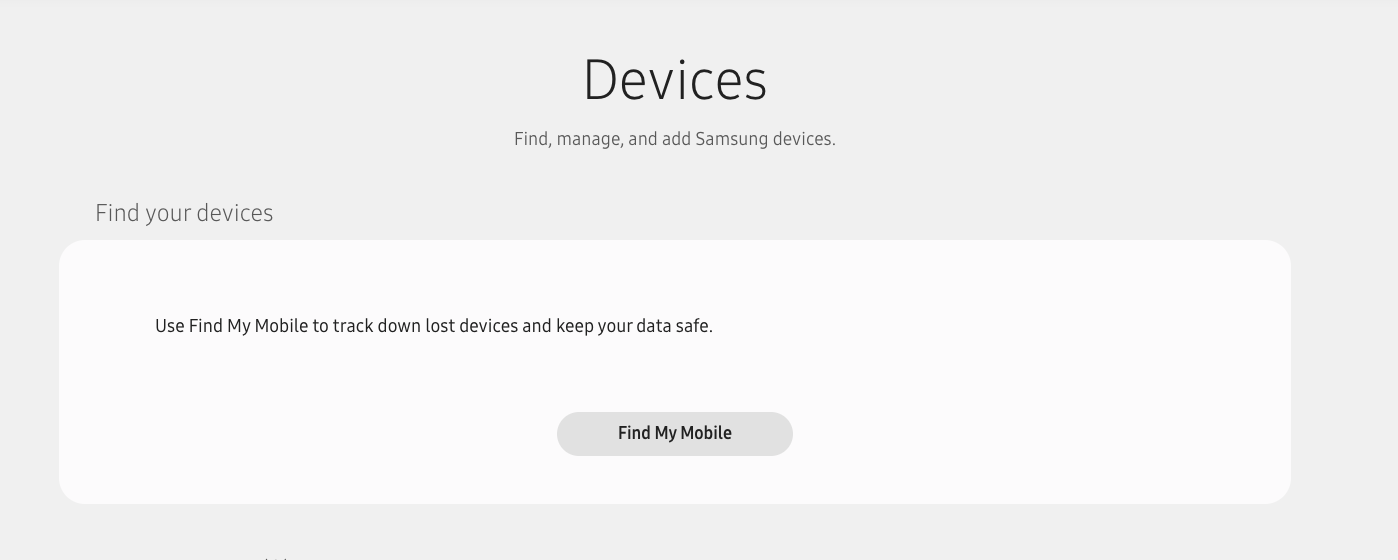 Devices
Find, manage, and add Samsung devices.
Find your devices
Use Find My Mobile to track down lost devices and keep your data safe.
Find My Mobile